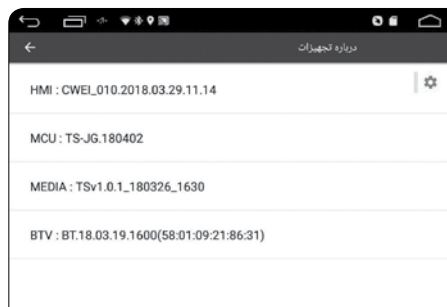 درباره تجهیزات
HMI : CWEI_010.2018.03.29.11.14
MCU : TS-JG.180402
MEDIA : TSv1.0.1_180326_1630
BTV : BT.18.03.19.1600(58:01:09:21:86:31)